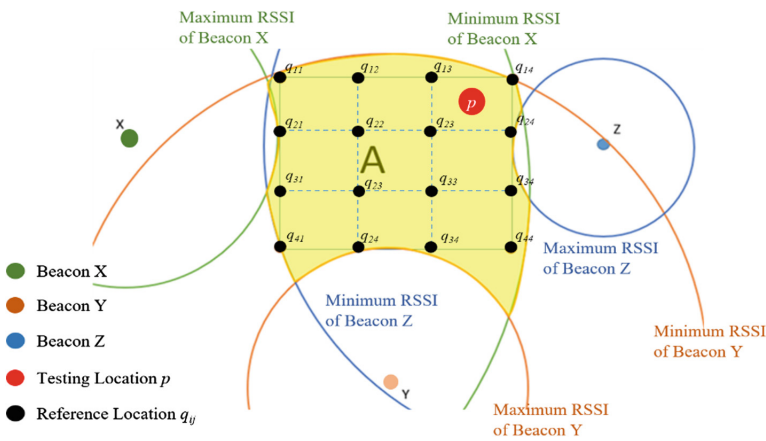 Maximum RSSI
of Beacon X
Minimum RSSI
of Beacon X
q11 q12 q13 q14
X
p
Z
q21 q22 q23 q24
A
q31 q23 q33 q34
q41 q24 q34 q44
Maximum RSSI
of Beacon Z
Beacon X
Beacon Y
Beacon Z
Testing Location p
Reference Location qij
Minimum RSSI
of Beacon Z
Minimum RSSI
of Beacon Y
Y
Maximum RSSI
of Beacon Y